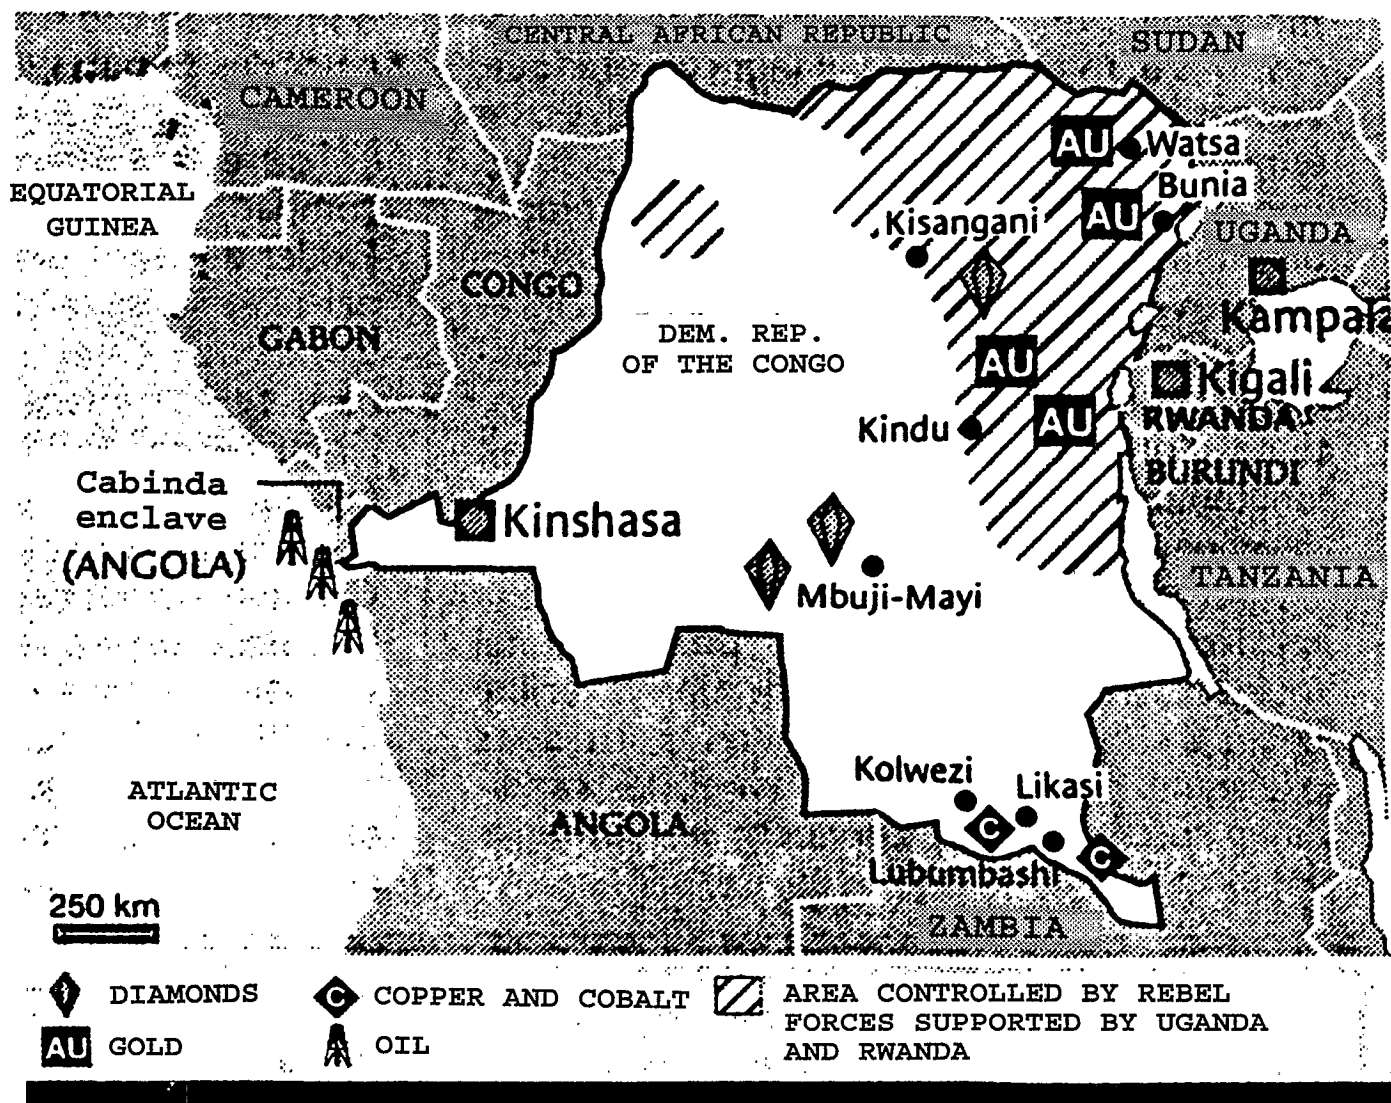 CENTRAL AFRICAN REPUBLIC
SUDAN
CAMEROON
AU
Watsa
Bunia
EQUATORIAL
GUINEA
AU
Kisangani
UGANDA
CONGO
Kampala
GABON
DEM. REP.
OF THE CONGO
AU
Kigali
RWANDA
AU
Kindu
BURUNDI
Cabinda
enclave
(ANGOLA)
Kinshasa
TANZANIA
Mbuji-Mayi
Kolwezi
Likasi
ATLANTIC
OCEAN
ANGOLA
C
C
Lubumbashi
250 km
ZAMBIA
DIAMONDS
C COPPER AND COBALT
AREA CONTROLLED BY REBEL
FORCES SUPPORTED BY UGANDA
AND RWANDA
AU GOLD
OIL